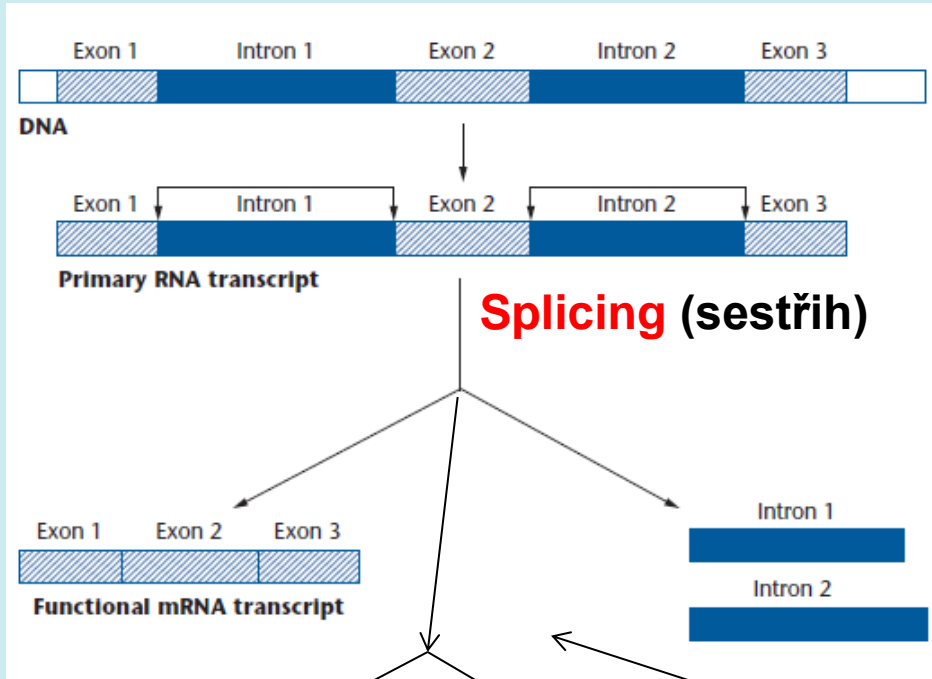 Exon 1 Intron 1 Exon 2 Intron 2 Exon 3
DNA
Exon 1 Intron 1 Exon 2 Intron 2 Exon 3
Primary RNA transcript
Splicing (sestřih)
Exon 1 Exon 2 Exon 3
Functional mRNA transcript
Intron 1
Intron 2